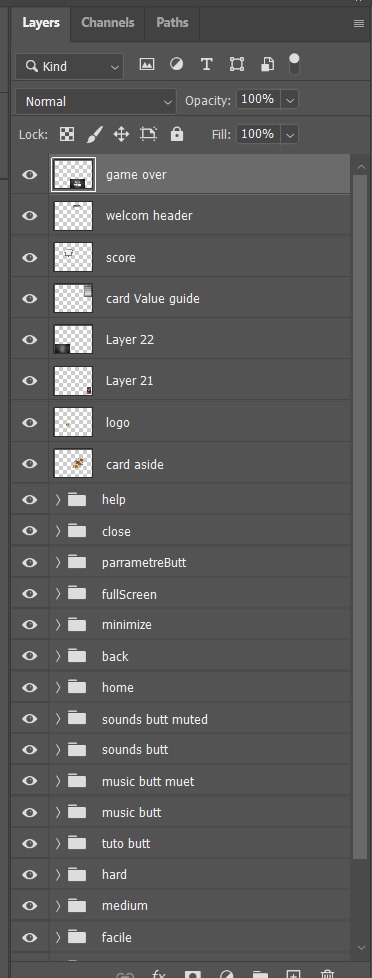 Layers Channels Paths
Kind
Normal Opacity: 100%
Lock: Fill: 100%
game over
welcom header
score
card Value guide
Layer 22
Layer 21
logo
card aside
help
close
parrametreButt
fullScreen
minimize
back
home
sounds butt muted
sounds butt
music butt muet
music butt
tuto butt
hard
medium
facile
fx